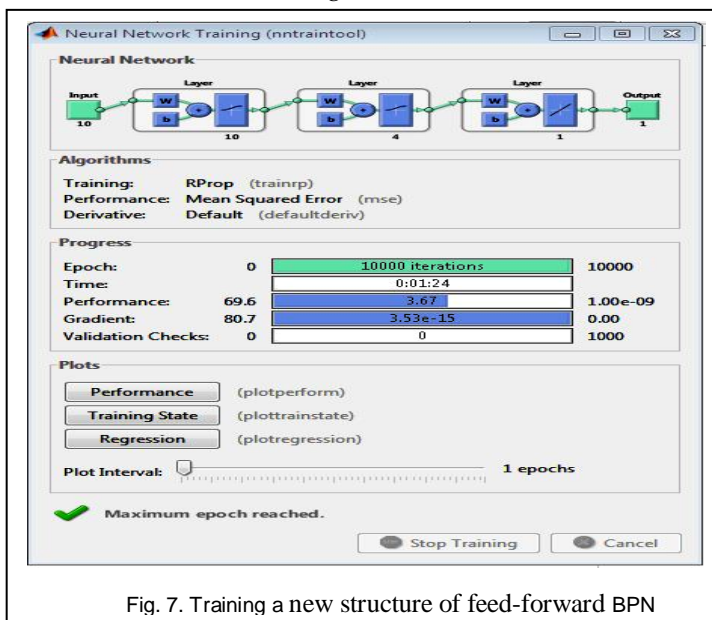 Neural Network Training (nntraintool)
Neural Network
Layer Layer Layer
Input Output
W W W
b b b
10 10 4 1 1
Algorithms
Training: RProp (trainrp)
Performance: Mean Squared Error (mse)
Derivative: Default (defaultderiv)
Progress
Epoch: 0 10000 iterations 10000
Time: 0:01:24
Performance: 69.6 3.67 1.00e-09
Gradient: 80.7 3.53e-15 0.00
Validation Checks: 0 0 1000
Plots
Performance (plotperform)
Training State (plottrainstate)
Regression (plotregression)
Plot Interval: 1 epochs
Maximum epoch reached.
Stop Training Cancel
Fig. 7. Training a new structure of feed-forward BPN